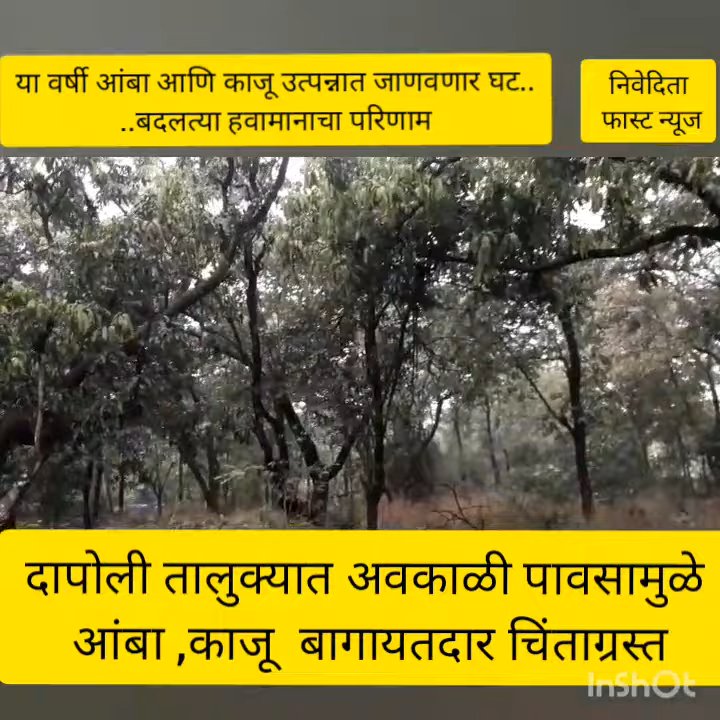 या वर्षी आंबा आणि काजू उत्पन्नात जाणवणार घट..
..बदलत्या हवामानाचा परिणाम
निवेदिता
फास्ट न्यूज
दापोली तालुक्यात अवकाळी पावसामुळे
आंबा ,काजू बागायतदार चिंताग्रस्त
InShOt